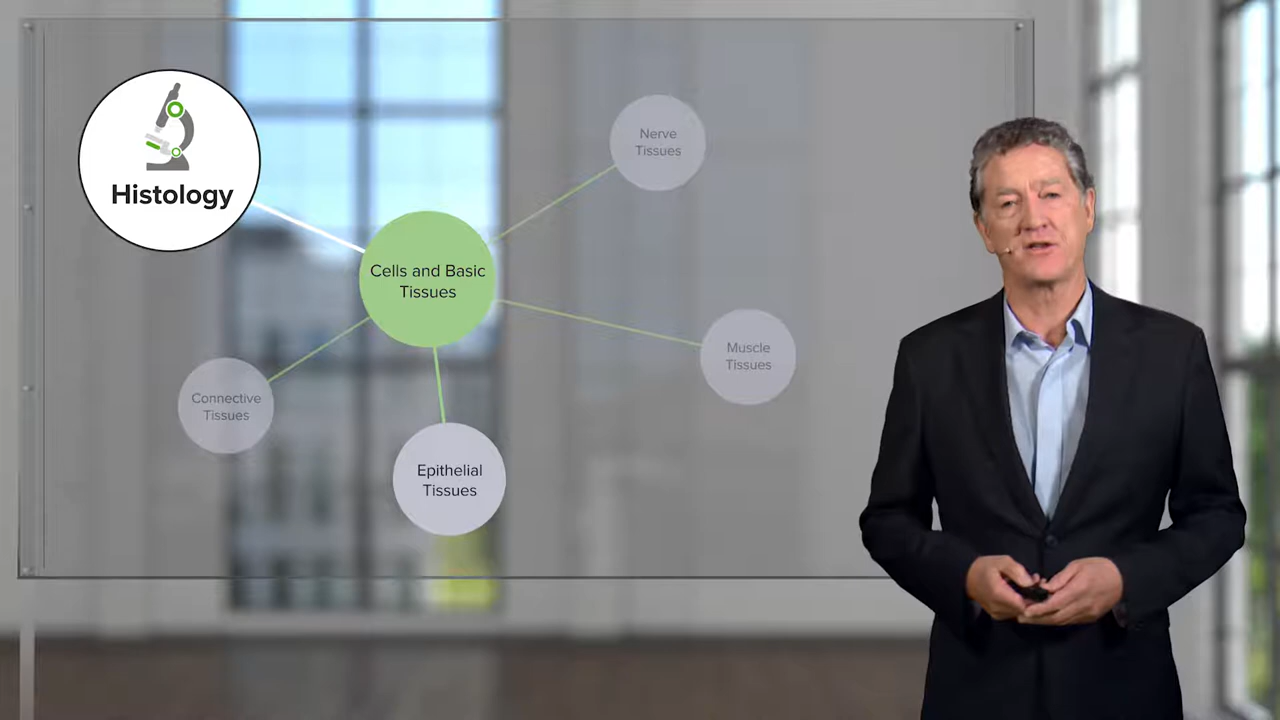 Histology
Cells and Basic
Tissues
Nerve
Tissues
Muscle
Tissues
Connective
Tissues
Epithelial
Tissues